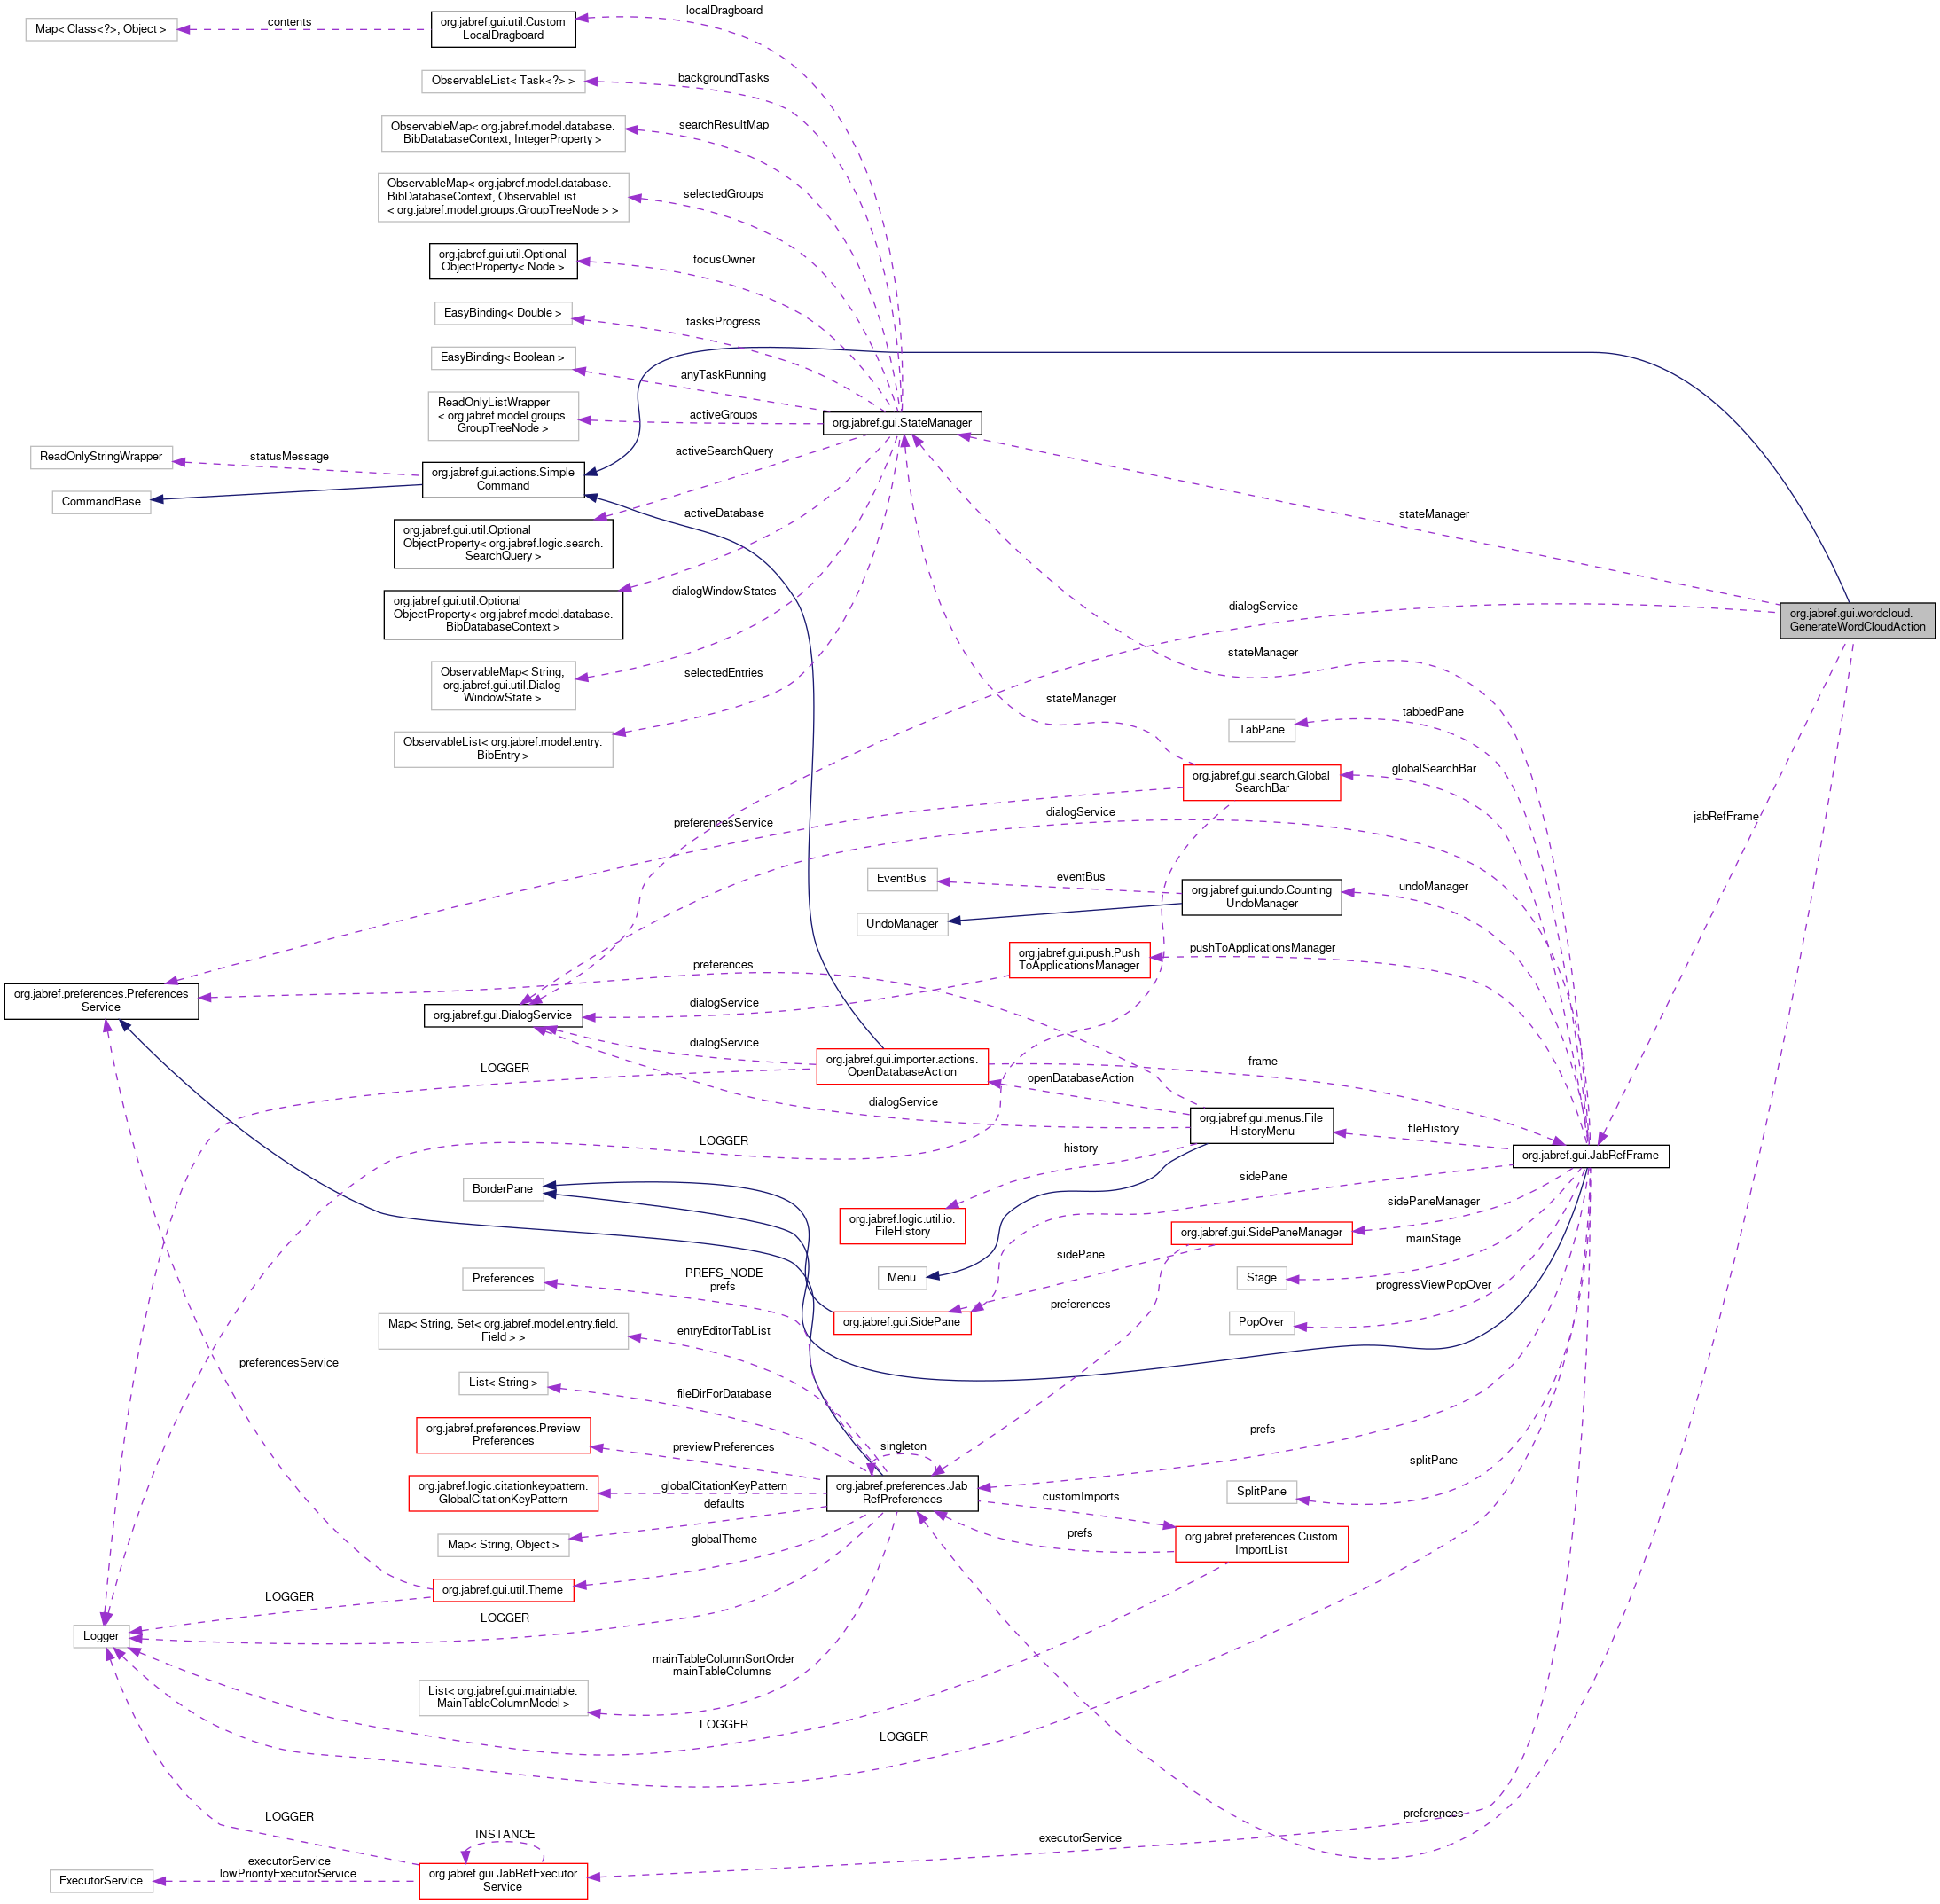 localDragboard
org.jabref.gui.util.Custom
LocalDragboard
contents
Map< Class<?>, Object >
backgroundTasks
ObservableList< Task<?> >
searchResultMap
ObservableMap< org.jabref.model.database.
BibDatabaseContext, IntegerProperty >
selectedGroups
ObservableMap< org.jabref.model.database.
BibDatabaseContext, ObservableList
< org.jabref.model.groups.GroupTreeNode > >
focusOwner
org.jabref.gui.util.Optional
ObjectProperty< Node >
tasksProgress
EasyBinding< Double >
EasyBinding< Boolean >
anyTaskRunning
ReadOnlyListWrapper
< org.jabref.model.groups.
GroupTreeNode >
activeGroups
org.jabref.gui.StateManager
activeSearchQuery
ReadOnlyStringWrapper
statusMessage
org.jabref.gui.actions.Simple
Command
CommandBase
activeDatabase
stateManager
org.jabref.gui.util.Optional
ObjectProperty< org.jabref.logic.search.
SearchQuery >
org.jabref.gui.util.Optional
ObjectProperty< org.jabref.model.database.
BibDatabaseContext >
dialogWindowStates
dialogService
org.jabref.gui.wordcloud.
GenerateWordCloudAction
stateManager
ObservableMap< String,
org.jabref.gui.util.Dialog
WindowState >
selectedEntries
stateManager
ObservableList< org.jabref.model.entry.
BibEntry >
tabbedPane
TabPane
globalSearchBar
org.jabref.gui.search.Global
SearchBar
preferencesService
dialogService
jabRefFrame
EventBus
eventBus
org.jabref.gui.undo.Counting
UndoManager
undoManager
UndoManager
pushToApplicationsManager
org.jabref.gui.push.Push
ToApplicationsManager
preferences
org.jabref.preferences.Preferences
Service
dialogService
org.jabref.gui.DialogService
dialogService
org.jabref.gui.importer.actions.
OpenDatabaseAction
frame
LOGGER
openDatabaseAction
dialogService
org.jabref.gui.menus.File
HistoryMenu
fileHistory
LOGGER
history
org.jabref.gui.JabRefFrame
sidePane
BorderPane
sidePaneManager
org.jabref.logic.util.io.
FileHistory
org.jabref.gui.SidePaneManager
mainStage
sidePane
Menu
Stage
PREFS_NODE
prefs
Preferences
progressViewPopOver
preferences
org.jabref.gui.SidePane
PopOver
Map< String, Set< org.jabref.model.entry.field.
Field > >
entryEditorTabList
preferencesService
List< String >
fileDirForDatabase
org.jabref.preferences.Preview
Preferences
previewPreferences
singleton
prefs
splitPane
org.jabref.logic.citationkeypattern.
GlobalCitationKeyPattern
globalCitationKeyPattern
org.jabref.preferences.Jab
RefPreferences
defaults
customImports
SplitPane
Map< String, Object >
globalTheme
prefs
org.jabref.preferences.Custom
ImportList
org.jabref.gui.util.Theme
LOGGER
LOGGER
Logger
mainTableColumnSortOrder
mainTableColumns
List< org.jabref.gui.maintable.
MainTableColumnModel >
LOGGER
LOGGER
LOGGER
INSTANCE
executorService
preferences
executorService
lowPriorityExecutorService
ExecutorService
org.jabref.gui.JabRefExecutor
Service